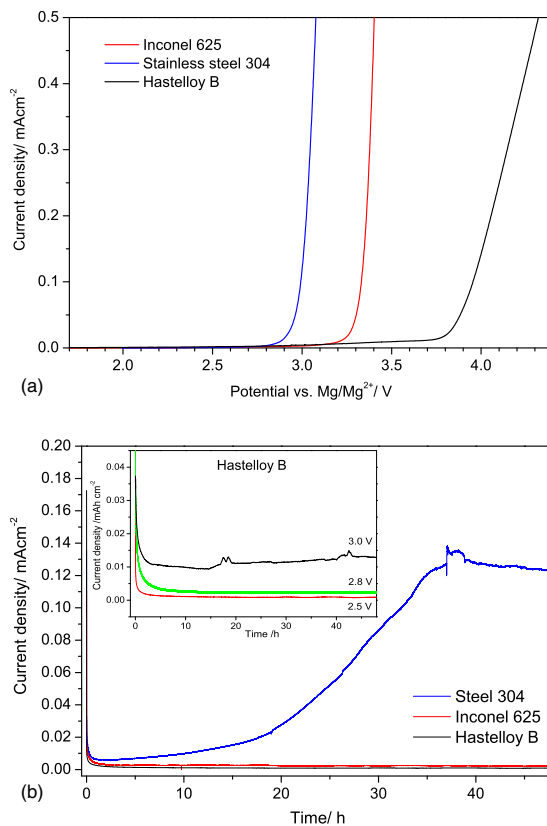 0.5
0.4
0.3
0.2
0.1
0.0
Current density/ mAcm-2
Inconel 625
Stainless steel 304
Hastelloy B
2.0 2.5 3.0 3.5 4.0
Potential vs. Mg/Mg2+/ V
(a)
0.20
0.18
0.16
0.14
0.12
0.10
0.08
0.06
0.04
0.02
0.00
Current density/ mAcm-2
Hastelloy B
0.04
0.03
0.02
0.01
0.00
Current density /mAh cm-2
3.0 V
2.8 V
2.5 V
0 10 20 30 40
Time /h
Steel 304
Inconel 625
Hastelloy B
0 10 20 30 40
Time/ h
(b)